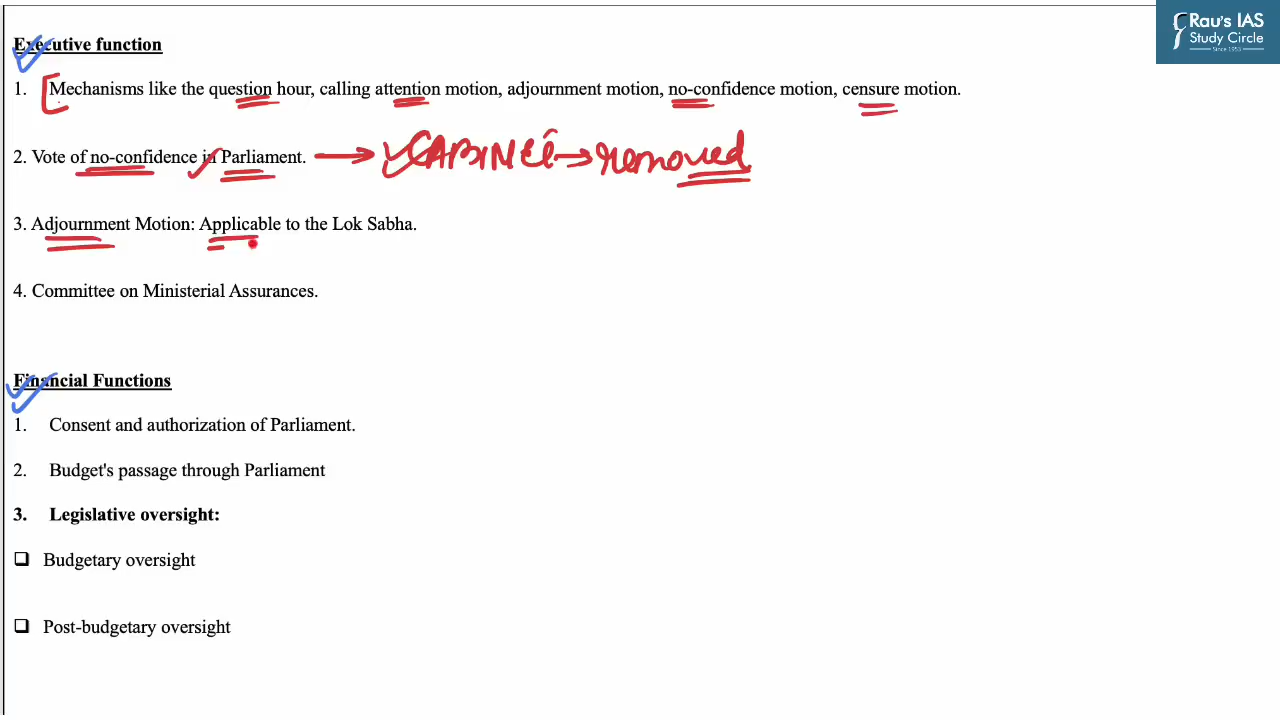 Rau's IAS
Study Circle
Since 1953
Executive function
1. Mechanisms like the question hour, calling attention motion, adjournment motion, no-confidence motion, censure motion.
2. Vote of no-confidence in Parliament. → CABINET → removed
3. Adjournment Motion: Applicable to the Lok Sabha.
4. Committee on Ministerial Assurances.
Financial Functions
1. Consent and authorization of Parliament.
2. Budget's passage through Parliament
3. Legislative oversight:
❑ Budgetary oversight
❑ Post-budgetary oversight